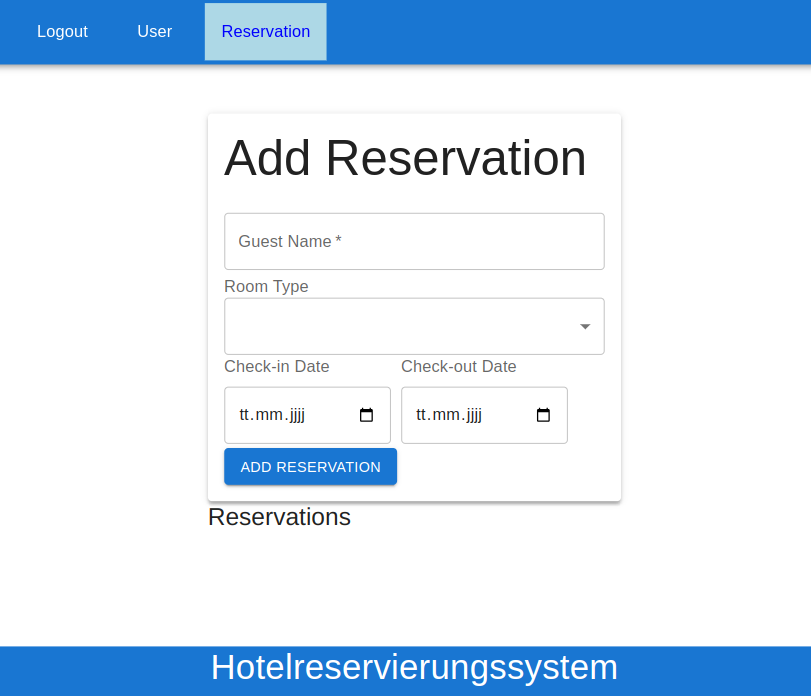 Logout User Reservation
Add Reservation
Guest Name *
Room Type
Check-in Date Check-out Date
tt.mm.jjjj tt.mm.jjjj
ADD RESERVATION
Reservations
Hotelreservierungssystem